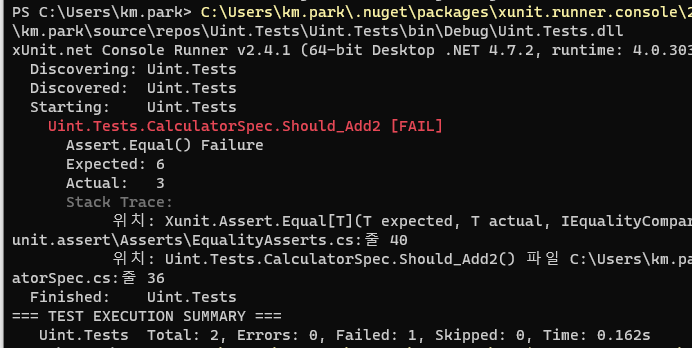 PS C:\Users\km.park> C:\Users\km.park\.nuget\packages\xunit.runner.console\2
\km.park\source\repos\Uint.Tests\Uint.Tests\bin\Debug\Uint.Tests.dll
xUnit.net Console Runner v2.4.1 (64-bit Desktop .NET 4.7.2, runtime: 4.0.303
Discovering: Uint.Tests
Discovered:  Uint.Tests
Starting:    Uint.Tests
Uint.Tests.CalculatorSpec.Should_Add2 [FAIL]
Assert.Equal() Failure
Expected: 6
Actual:   3
Stack Trace:
위치: Xunit.Assert.Equal[T](T expected, T actual, IEqualityCompar
unit.assert\Asserts\EqualityAsserts.cs:줄 40
위치: Uint.Tests.CalculatorSpec.Should_Add2() 파일 C:\Users\km.pa
atorSpec.cs:줄 36
Finished:    Uint.Tests
=== TEST EXECUTION SUMMARY ===
Uint.Tests  Total: 2, Errors: 0, Failed: 1, Skipped: 0, Time: 0.162s